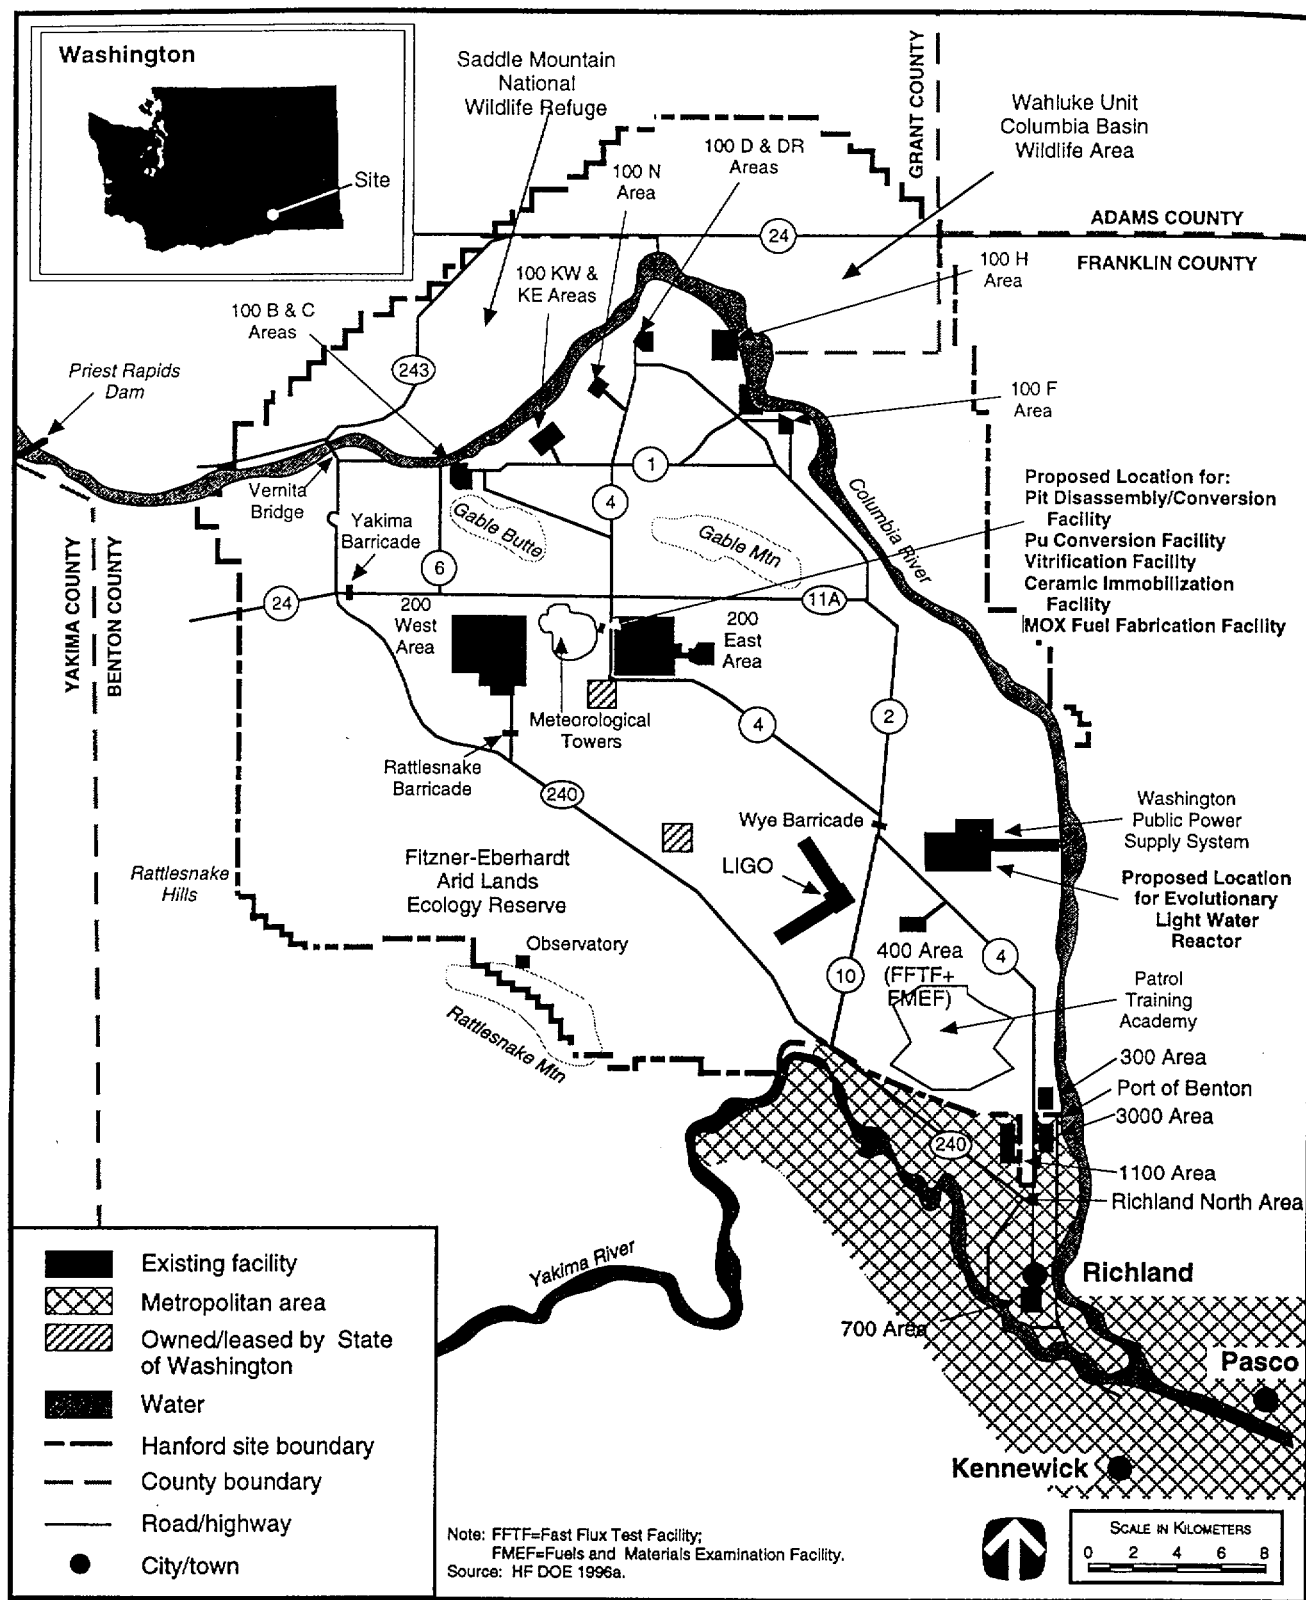 Washington
Site
Saddle Mountain
National
Wildlife Refuge
GRANT COUNTY
Wahluke Unit
Columbia Basin
Wildlife Area
100 D & DR
Areas
100 N
Area
ADAMS COUNTY
24
FRANKLIN COUNTY
100 H
Area
100 KW &
KE Areas
100 B & C
Areas
243
Priest Rapids
Dam
100 F
Area
1
Vernita
Bridge
4
Columbia River
Proposed Location for:
Pit Disassembly/Conversion
Facility
Pu Conversion Facility
Vitrification Facility
Ceramic Immobilization
Facility
MOX Fuel Fabrication Facility
Yakima
Barricade
Gable Butte
Gable Mtn
6
24
11A
YAKIMA COUNTY
BENTON COUNTY
200
West
Area
200
East
Area
Meteorological
Towers
4
2
Rattlesnake
Barricade
240
Wye Barricade
Washington
Public Power
Supply System
LIGO
Rattlesnake
Hills
Fitzner-Eberhardt
Arid Lands
Ecology Reserve
Proposed Location
for Evolutionary
Light Water
Reactor
Observatory
400 Area
(FFTF+
FMEF)
4
10
Patrol
Training
Academy
Rattlesnake Mtn
300 Area
Port of Benton
3000 Area
240
1100 Area
Richland North Area
Yakima River
Richland
700 Area
Pasco
Kennewick
Existing facility
Metropolitan area
Owned/leased by State
of Washington
Water
Hanford site boundary
County boundary
Road/highway
City/town
Note: FFTF=Fast Flux Test Facility;
FMEF=Fuels and Materials Examination Facility.
Source: HF DOE 1996a.
SCALE IN KILOMETERS
0 2 4 6 8